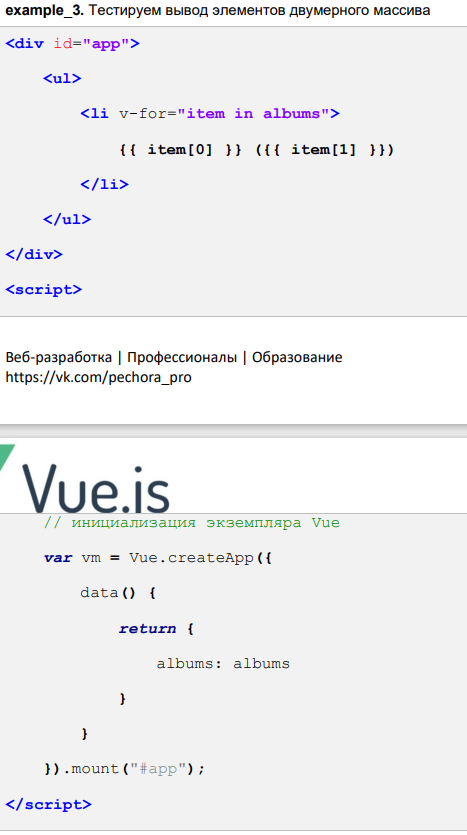 example_3. Тестируем вывод элементов двумерного массива
<div id="app">
<ul>
<li v-for="item in albums">
{{ item[0] }} ({{ item[1] }})
</li>
</ul>
</div>
<script>
Веб-разработка | Профессионалы | Образование
https://vk.com/pechora_pro
Vue.js
// инициализация экземпляра Vue
var vm = Vue.createApp({
data() {
return {
albums: albums
}
}
}).mount("#app");
</script>